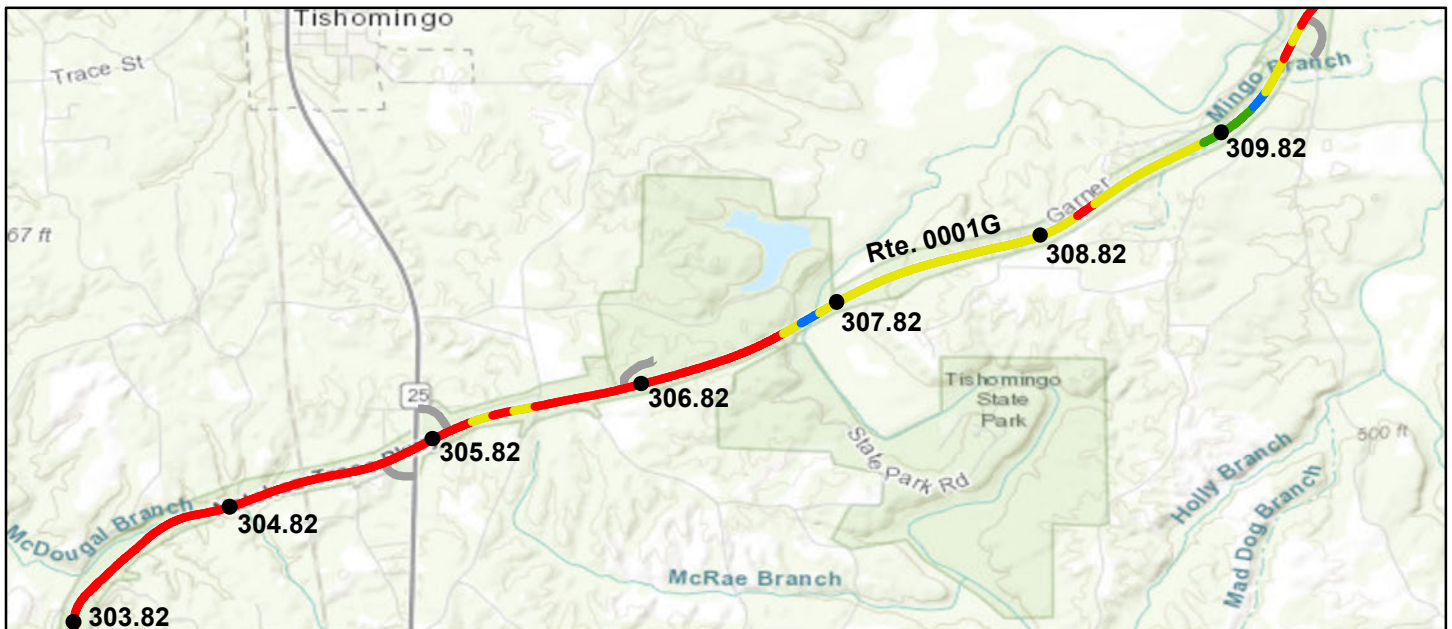 Tishomingo
Trace St
Mingo Branch
309.82
Garner
67 ft
Rte. 0001G
308.82
307.82
Tishomingo
State
Park
306.82
25
305.82
State Park Rd
500 ft
Holly Branch
Mad Dog Branch
304.82
McDougal Branch
McRae Branch
303.82